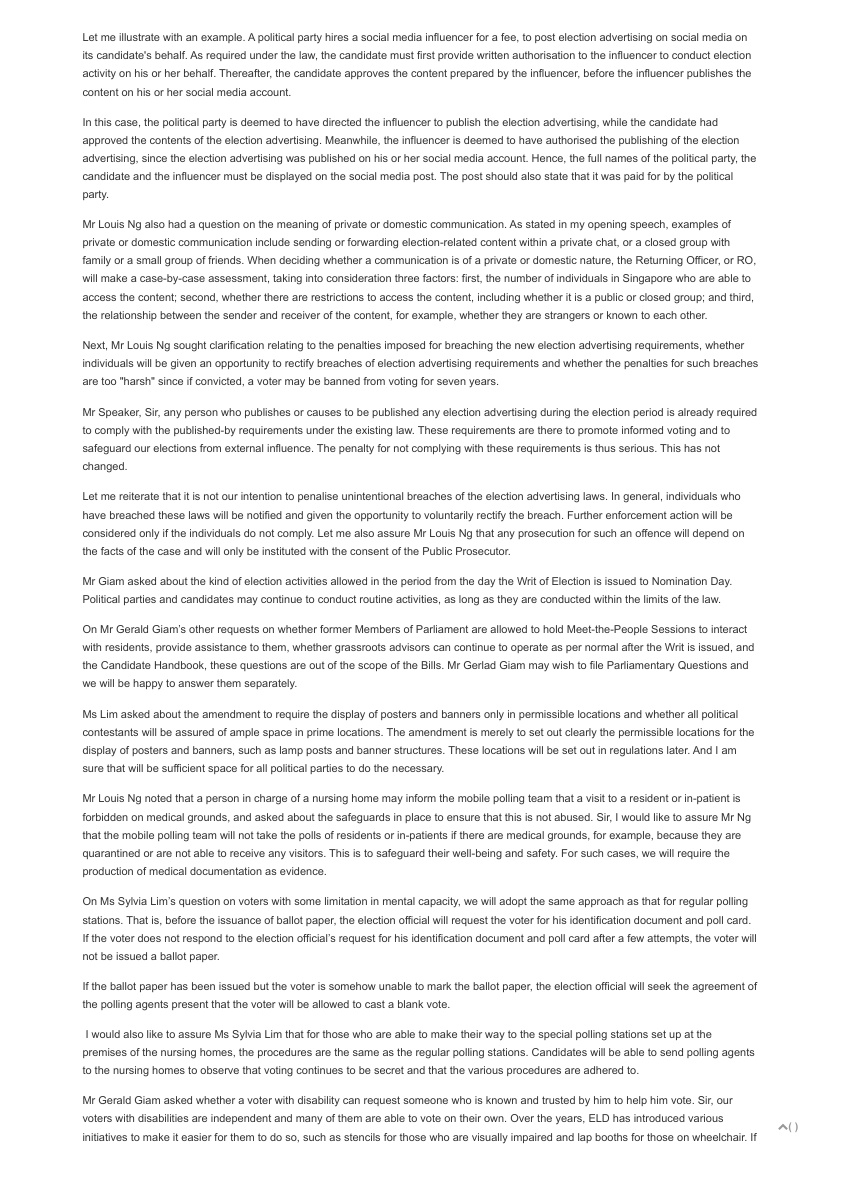 Let me illustrate with an example. A political party hires a social media influencer for a fee, to post election advertising on social media on
its candidate's behalf. As required under the law, the candidate must first provide written authorisation to the influencer to conduct election
activity on his or her behalf. Thereafter, the candidate approves the content prepared by the influencer, before the influencer publishes the
content on his or her social media account.
In this case, the political party is deemed to have directed the influencer to publish the election advertising, while the candidate had
approved the contents of the election advertising. Meanwhile, the influencer is deemed to have authorised the publishing of the election
advertising, since the election advertising was published on his or her social media account. Hence, the full names of the political party, the
candidate and the influencer must be displayed on the social media post. The post should also state that it was paid for by the political
party.
Mr Louis Ng also had a question on the meaning of private or domestic communication. As stated in my opening speech, examples of
private or domestic communication include sending or forwarding election-related content within a private chat, or a closed group with
family or a small group of friends. When deciding whether a communication is of a private or domestic nature, the Returning Officer, or RO,
will make a case-by-case assessment, taking into consideration three factors: first, the number of individuals in Singapore who are able to
access the content; second, whether there are restrictions to access the content, including whether it is a public or closed group; and third,
the relationship between the sender and receiver of the content, for example, whether they are strangers or known to each other.
Next, Mr Louis Ng sought clarification relating to the penalties imposed for breaching the new election advertising requirements, whether
individuals will be given an opportunity to rectify breaches of election advertising requirements and whether the penalties for such breaches
are too "harsh" since if convicted, a voter may be banned from voting for seven years.
Mr Speaker, Sir, any person who publishes or causes to be published any election advertising during the election period is already required
to comply with the published-by requirements under the existing law. These requirements are there to promote informed voting and to
safeguard our elections from external influence. The penalty for not complying with these requirements is thus serious. This has not
changed.
Let me reiterate that it is not our intention to penalise unintentional breaches of the election advertising laws. In general, individuals who
have breached these laws will be notified and given the opportunity to voluntarily rectify the breach. Further enforcement action will be
considered only if the individuals do not comply. Let me also assure Mr Louis Ng that any prosecution for such an offence will depend on
the facts of the case and will only be instituted with the consent of the Public Prosecutor.
Mr Giam asked about the kind of election activities allowed in the period from the day the Writ of Election is issued to Nomination Day.
Political parties and candidates may continue to conduct routine activities, as long as they are conducted within the limits of the law.
On Mr Gerald Giam's other requests on whether former Members of Parliament are allowed to hold Meet-the-People Sessions to interact
with residents, provide assistance to them, whether grassroots advisors can continue to operate as per normal after the Writ is issued, and
the Candidate Handbook, these questions are out of the scope of the Bills. Mr Gerlad Giam may wish to file Parliamentary Questions and
we will be happy to answer them separately.
Ms Lim asked about the amendment to require the display of posters and banners only in permissible locations and whether all political
contestants will be assured of ample space in prime locations. The amendment is merely to set out clearly the permissible locations for the
display of posters and banners, such as lamp posts and banner structures. These locations will be set out in regulations later. And I am
sure that will be sufficient space for all political parties to do the necessary.
Mr Louis Ng noted that a person in charge of a nursing home may inform the mobile polling team that a visit to a resident or in-patient is
forbidden on medical grounds, and asked about the safeguards in place to ensure that this is not abused. Sir, I would like to assure Mr Ng
that the mobile polling team will not take the polls of residents or in-patients if there are medical grounds, for example, because they are
quarantined or are not able to receive any visitors. This is to safeguard their well-being and safety. For such cases, we will require the
production of medical documentation as evidence.
On Ms Sylvia Lim's question on voters with some limitation in mental capacity, we will adopt the same approach as that for regular polling
stations. That is, before the issuance of ballot paper, the election official will request the voter for his identification document and poll card.
If the voter does not respond to the election official's request for his identification document and poll card after a few attempts, the voter will
not be issued a ballot paper.
If the ballot paper has been issued but the voter is somehow unable to mark the ballot paper, the election official will seek the agreement of
the polling agents present that the voter will be allowed to cast a blank vote.
I would also like to assure Ms Sylvia Lim that for those who are able to make their way to the special polling stations set up at the
premises of the nursing homes, the procedures are the same as the regular polling stations. Candidates will be able to send polling agents
to the nursing homes to observe that voting continues to be secret and that the various procedures are adhered to.
Mr Gerald Giam asked whether a voter with disability can request someone who is known and trusted by him to help him vote. Sir, our
voters with disabilities are independent and many of them are able to vote on their own. Over the years, ELD has introduced various
initiatives to make it easier for them to do so, such as stencils for those who are visually impaired and lap booths for those on wheelchair. If
( )